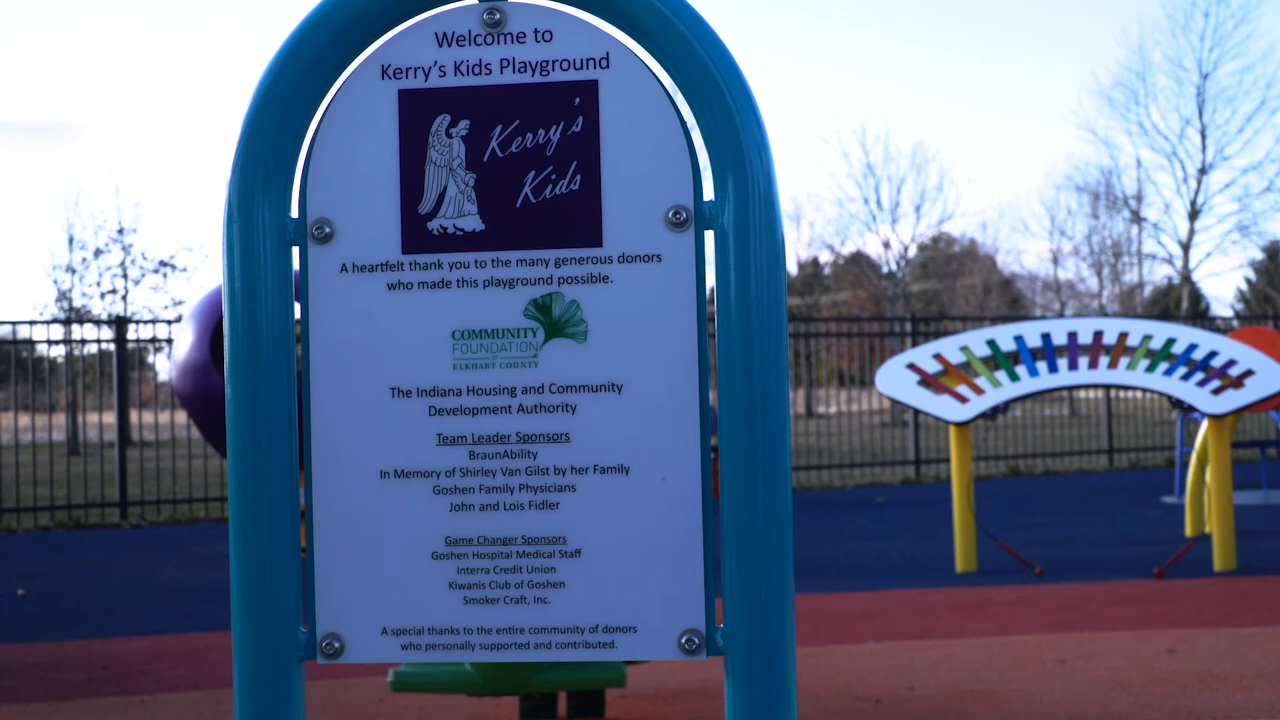 Welcome to
Kerry's Kids Playground
Kerry's
Kids
A heartfelt thank you to the many generous donors
who made this playground possible.
COMMUNITY
FOUNDATION
OF
ELKHART COUNTY
The Indiana Housing and Community
Development Authority
Team Leader Sponsors
BraunAbility
In Memory of Shirley Van Gilst by her Family
Goshen Family Physicians
John and Lois Fidler
Game Changer Sponsors
Goshen Hospital Medical Staff
Interra Credit Union
Kiwanis Club of Goshen
Smoker Craft, Inc.
A special thanks to the entire community of donors
who personally supported and contributed.